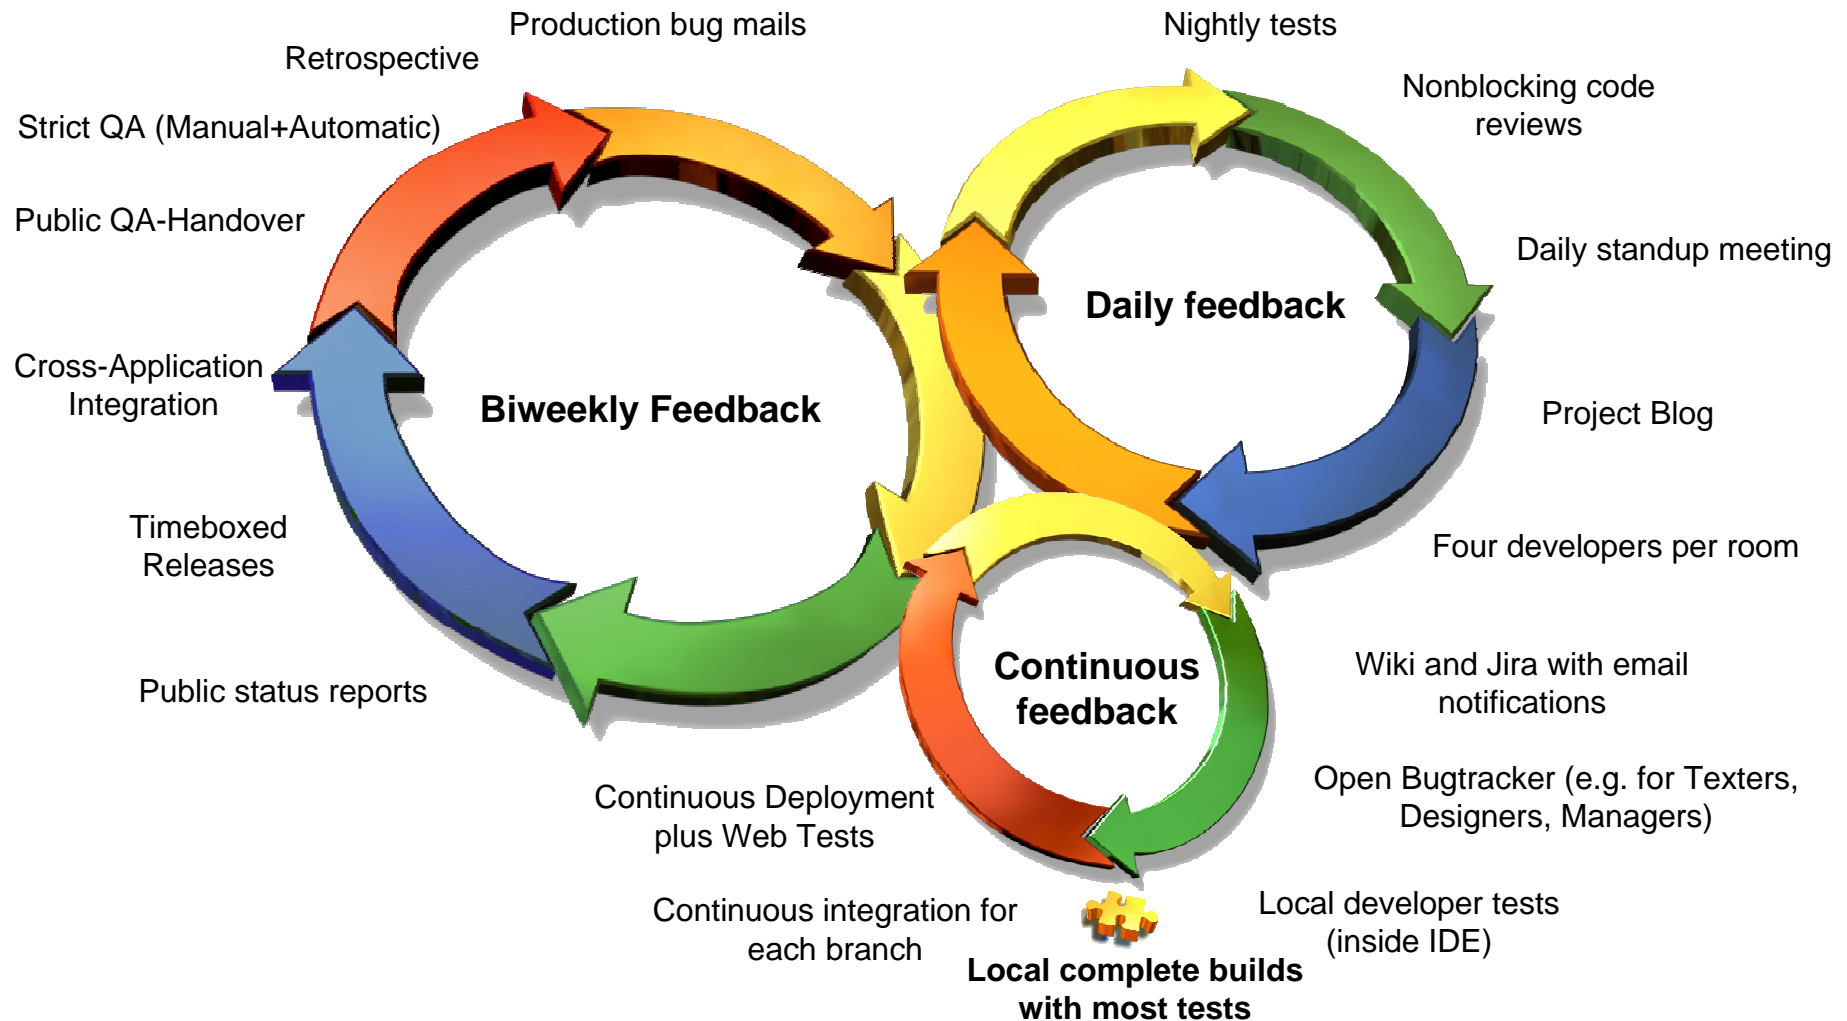 Production bug mails
Nightly tests
Retrospective
Nonblocking code
reviews
Strict QA (Manual+Automatic)
Public QA-Handover
Daily standup meeting
Daily feedback
Cross-Application
Integration
Biweekly Feedback
Project Blog
Timeboxed
Releases
Four developers per room
Continuous
feedback
Wiki and Jira with email
notifications
Public status reports
Continuous Deployment
plus Web Tests
Open Bugtracker (e.g. for Texters,
Designers, Managers)
Continuous integration for
each branch
Local developer tests
(inside IDE)
Local complete builds
with most tests